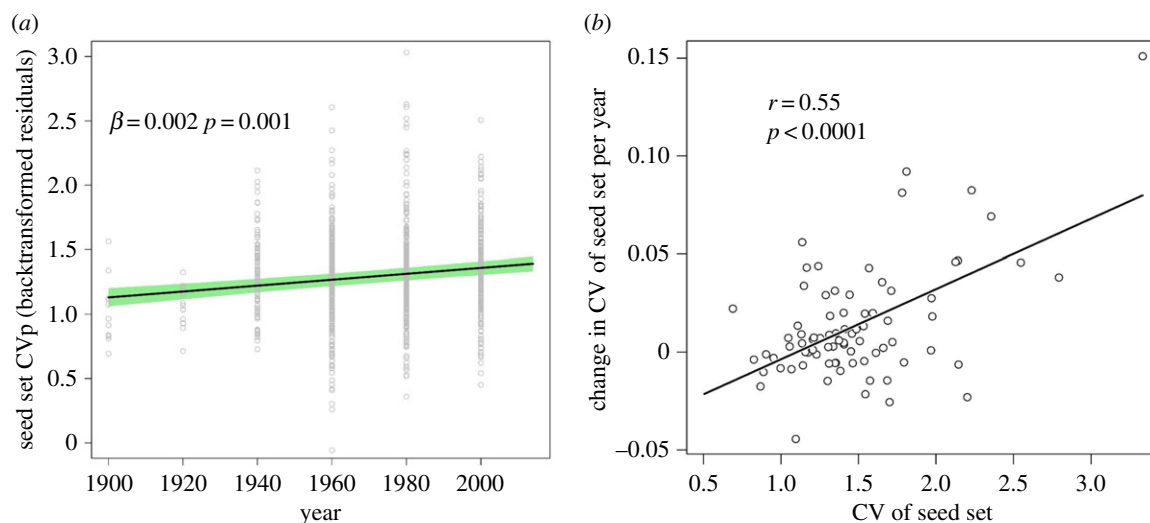 (a)
seed set CVp (backtransformed residuals)
3.0
2.5
2.0
1.5
1.0
0.5
0
β = 0.002 p = 0.001
1900 1920 1940 1960 1980 2000
year
(b)
change in CV of seed set per year
0.15
0.10
0.05
0
–0.05
r = 0.55
p < 0.0001
0.5 1.0 1.5 2.0 2.5 3.0
CV of seed set